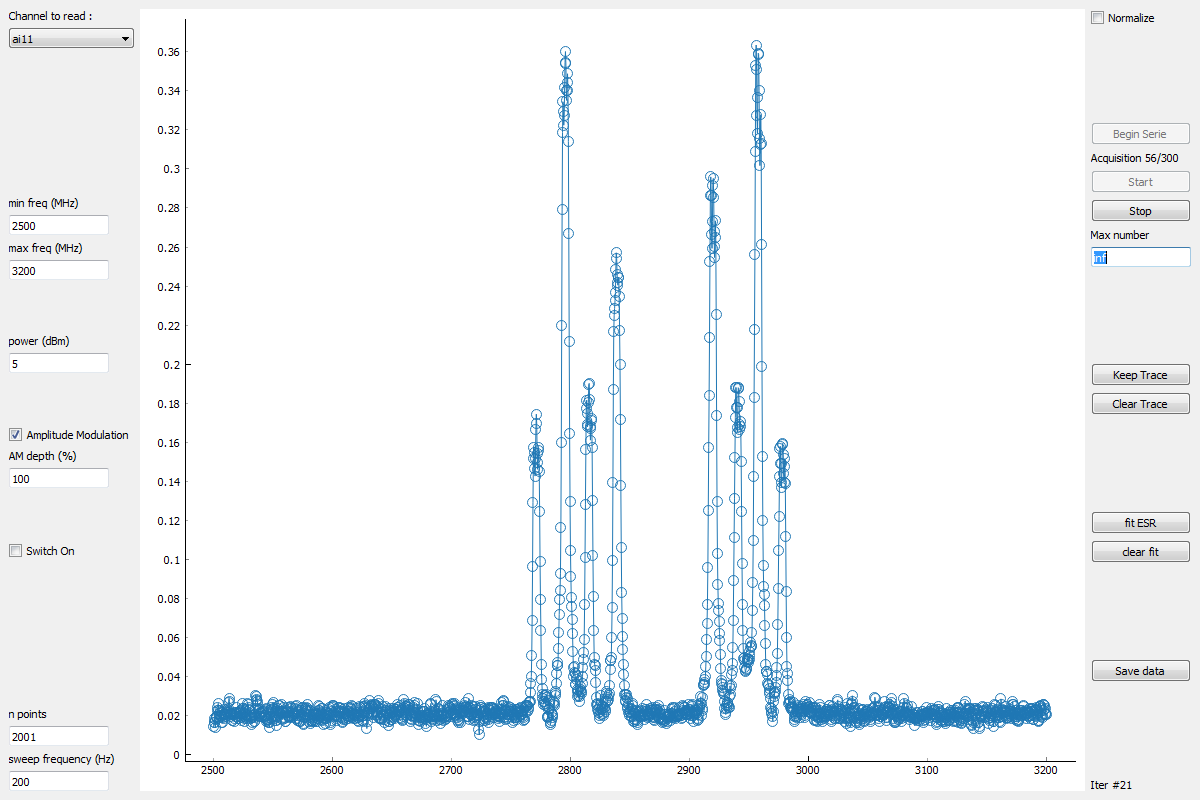 Channel to read :
ai11
min freq (MHz)
2500
max freq (MHz)
3200
power (dBm)
5
Amplitude Modulation
AM depth (%)
100
Switch On
n points
2001
sweep frequency (Hz)
200
0.36
0.34
0.32
0.3
0.28
0.26
0.24
0.22
0.2
0.18
0.16
0.14
0.12
0.1
0.08
0.06
0.04
0.02
0
2500 2600 2700 2800 2900 3000 3100 3200
Normalize
Begin Serie
Acquisition 56/300
Start
Stop
Max number
inf
Keep Trace
Clear Trace
fit ESR
clear fit
Save data
Iter #21